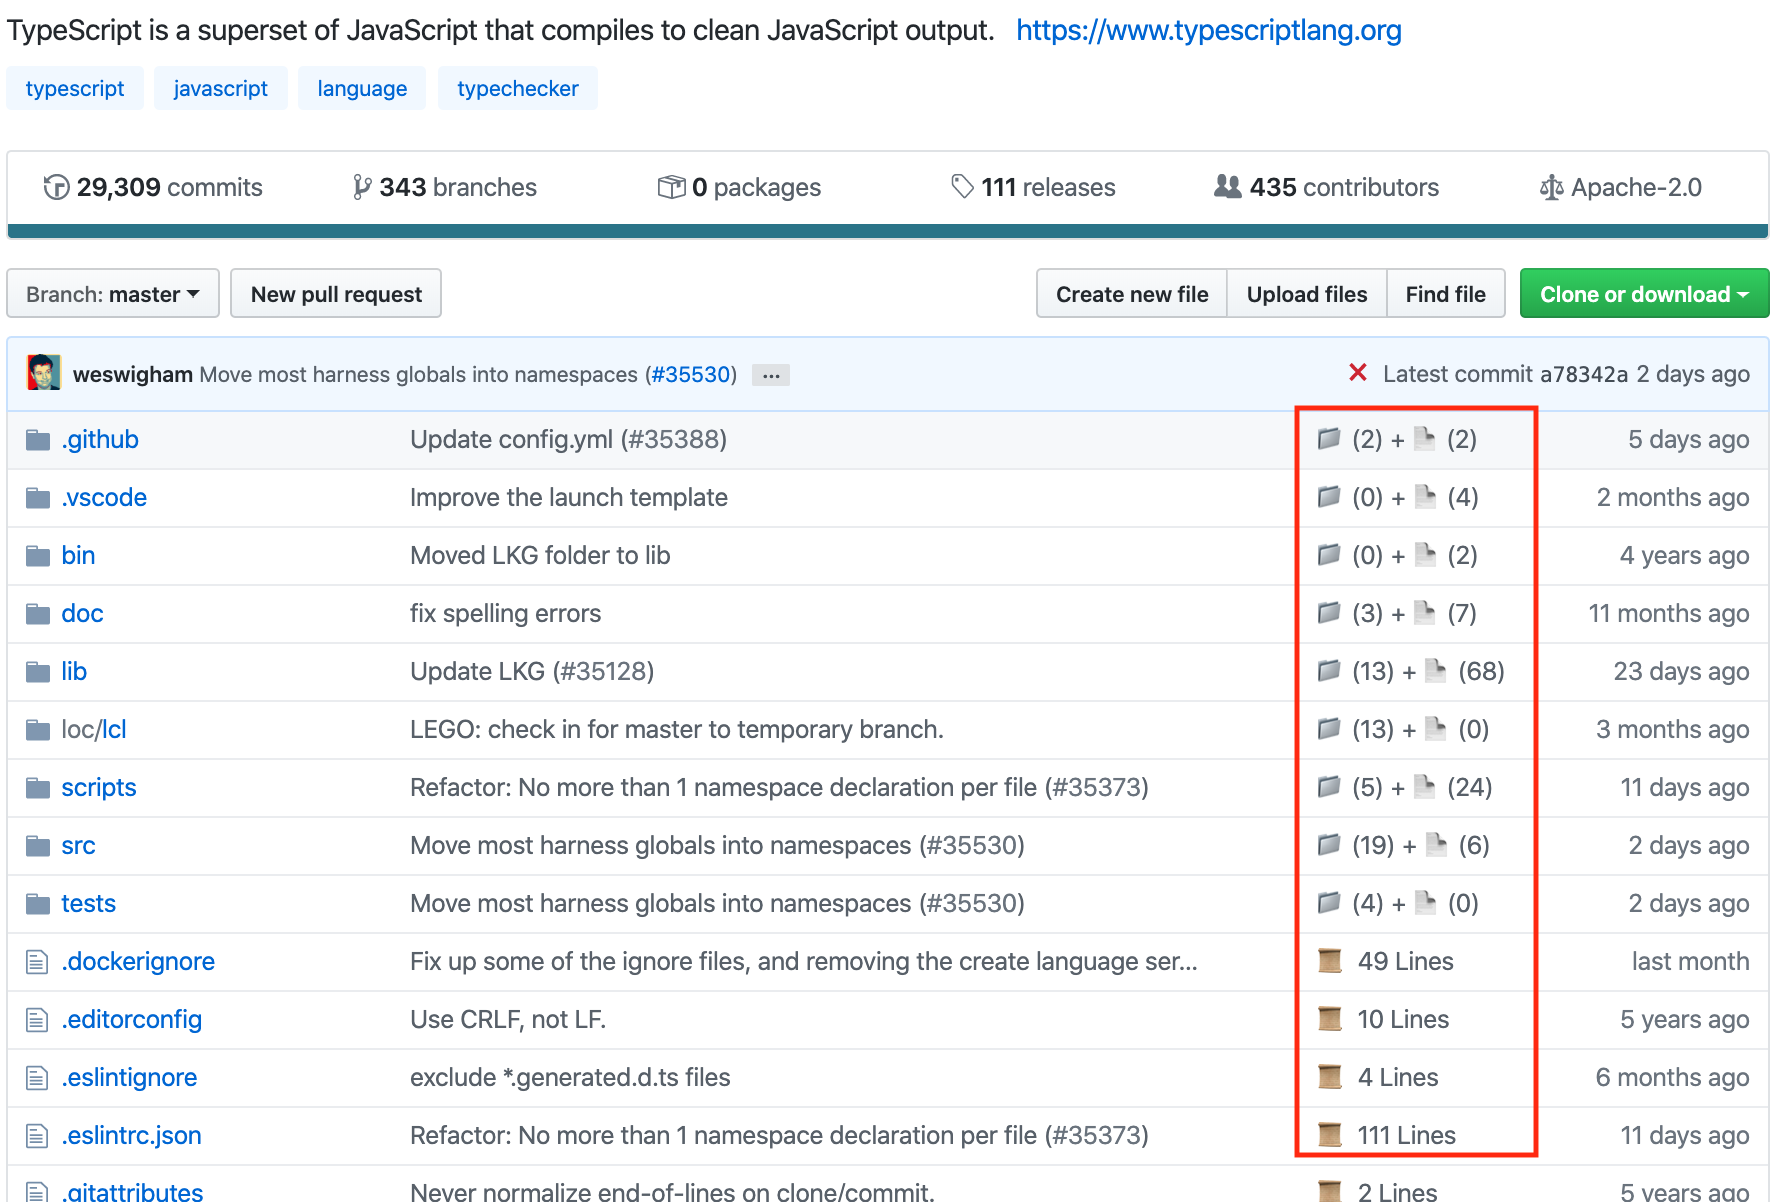 TypeScript is a superset of JavaScript that compiles to clean JavaScript output. https://www.typescriptlang.org
typescript javascript language typechecker
29,309 commits 343 branches 0 packages 111 releases 435 contributors Apache-2.0
Branch: master New pull request Create new file Upload files Find file Clone or download
weswigham Move most harness globals into namespaces (#35530) ... Latest commit a78342a 2 days ago
.github Update config.yml (#35388) (2) + (2) 5 days ago
.vscode Improve the launch template (0) + (4) 2 months ago
bin Moved LKG folder to lib (0) + (2) 4 years ago
doc fix spelling errors (3) + (7) 11 months ago
lib Update LKG (#35128) (13) + (68) 23 days ago
loc/lcl LEGO: check in for master to temporary branch. (13) + (0) 3 months ago
scripts Refactor: No more than 1 namespace declaration per file (#35373) (5) + (24) 11 days ago
src Move most harness globals into namespaces (#35530) (19) + (6) 2 days ago
tests Move most harness globals into namespaces (#35530) (4) + (0) 2 days ago
.dockerignore Fix up some of the ignore files, and removing the create language ser... 49 Lines last month
.editorconfig Use CRLF, not LF. 10 Lines 5 years ago
.eslintignore exclude *.generated.d.ts files 4 Lines 6 months ago
.eslintrc.json Refactor: No more than 1 namespace declaration per file (#35373) 111 Lines 11 days ago
.gitattributes Never normalize end-of-lines on clone/commit. 2 Lines 5 years ago